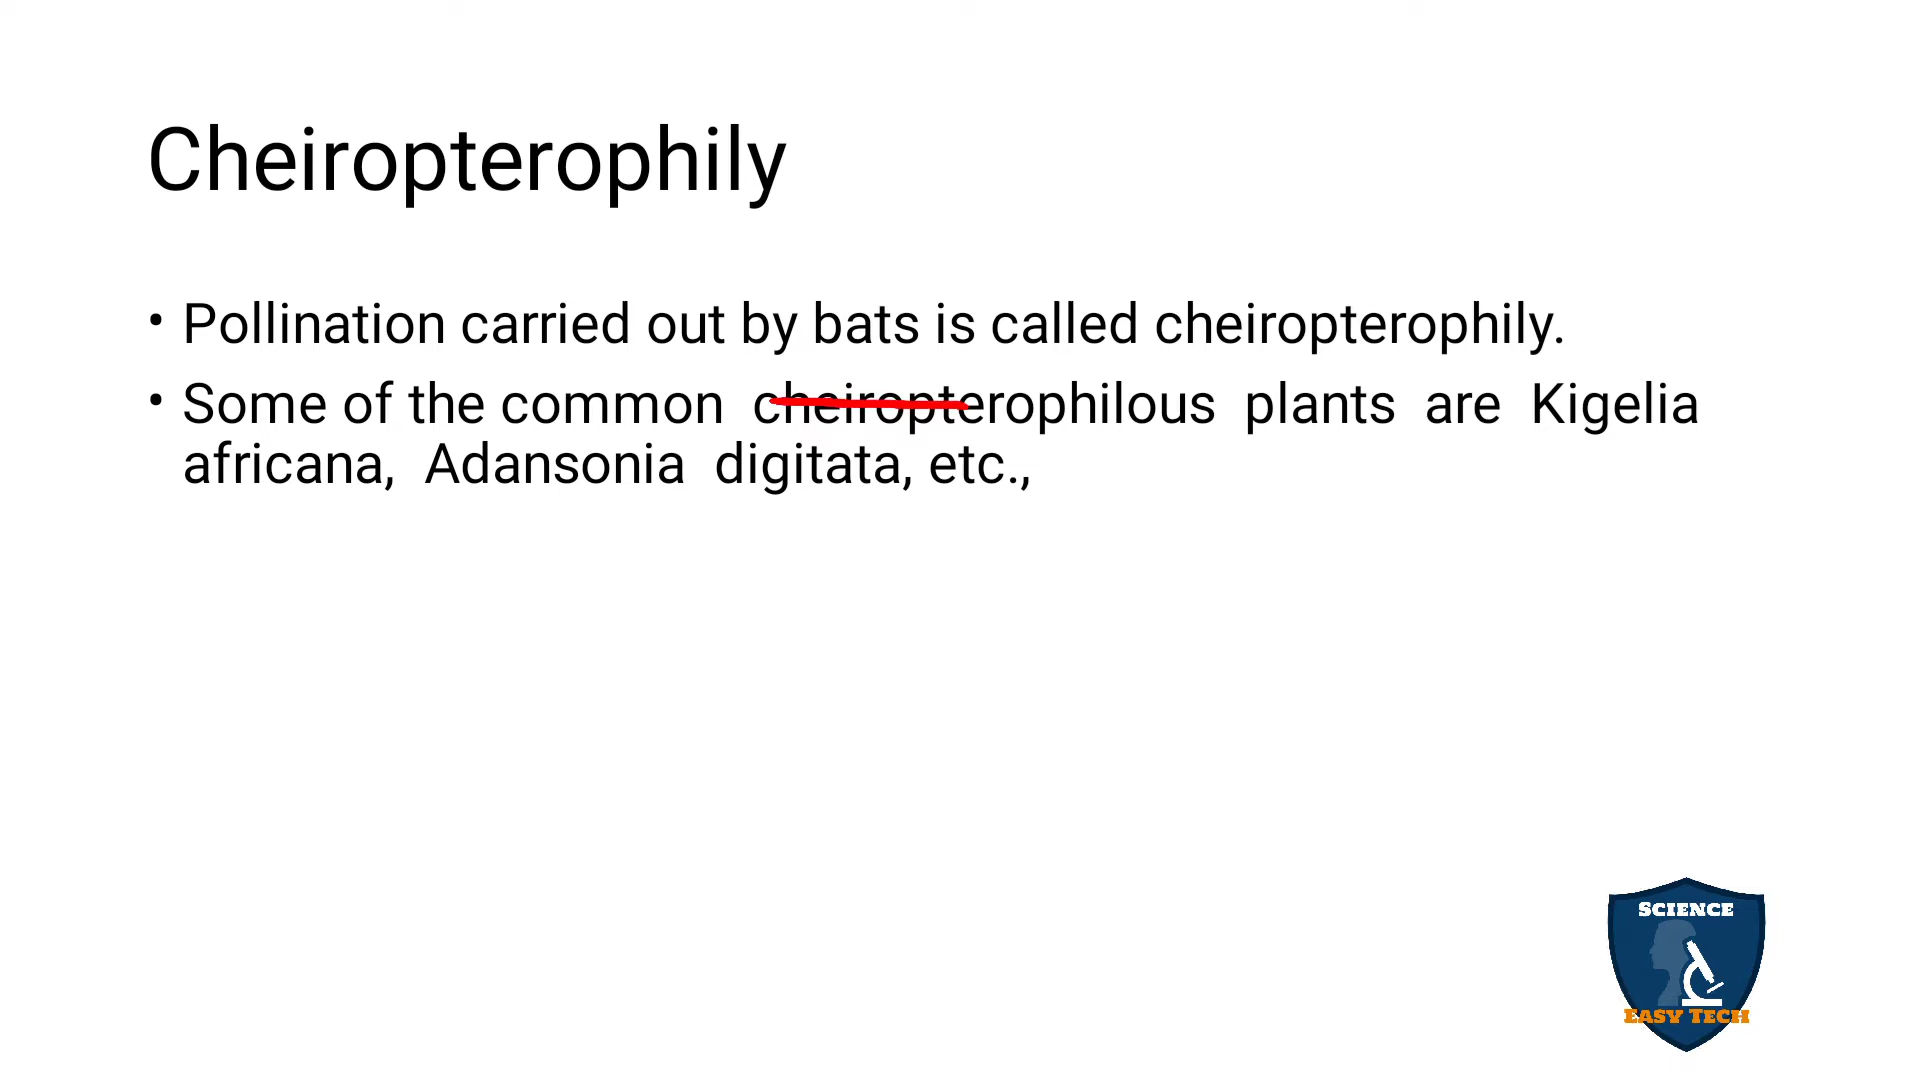 Cheiropterophily
• Pollination carried out by bats is called cheiropterophily.
• Some of the common cheiropterophilous plants are Kigelia
africana, Adansonia digitata, etc.,
SCIENCE
EASY TECH